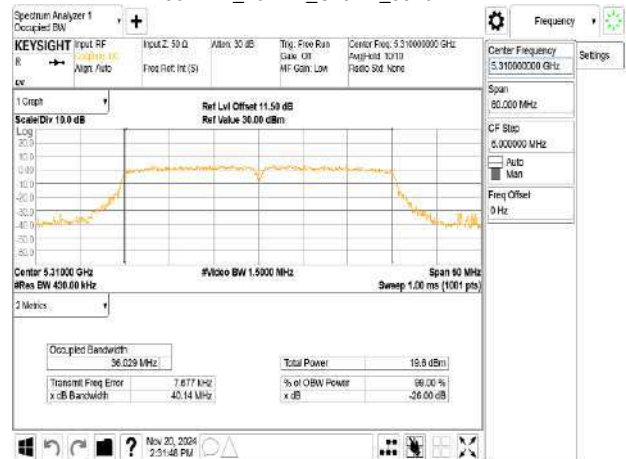 Spectrum Analyzer 1
Occupied BW
Frequency
KEYSIGHT
R
Input: RF
Align: Auto
Input Z: 50 Ω
Freq Ref: Int (S)
Atten: 30 dB
Trig: Free Run
Gate: Off
#IF Gain: Low
Center Freq: 5.310000000 GHz
Avg|Hold: 10/10
Radio Std: None
Center Frequency
5.310000000 GHz
Settings
Span
60.000 MHz
CF Step
6.000000 MHz
Auto
Man
Freq Offset
0 Hz
1 Graph
Scale/Div 10.0 dB
Ref Lvl Offset 11.50 dB
Ref Value 30.00 dBm
Log
20.0
10.0
0.00
-10.0
-20.0
-30.0
-40.0
-50.0
-60.0
Center 5.31000 GHz
#Res BW 430.00 kHz
#Video BW 1.5000 MHz
Span 60 MHz
Sweep 1.00 ms (1001 pts)
2 Metrics
Occupied Bandwidth
36.029 MHz
Total Power
19.6 dBm
Transmit Freq Error
7.677 kHz
% of OBW Power
99.00 %
x dB Bandwidth
40.14 MHz
x dB
-26.00 dB
Nov 20, 2024
2:31:48 PM